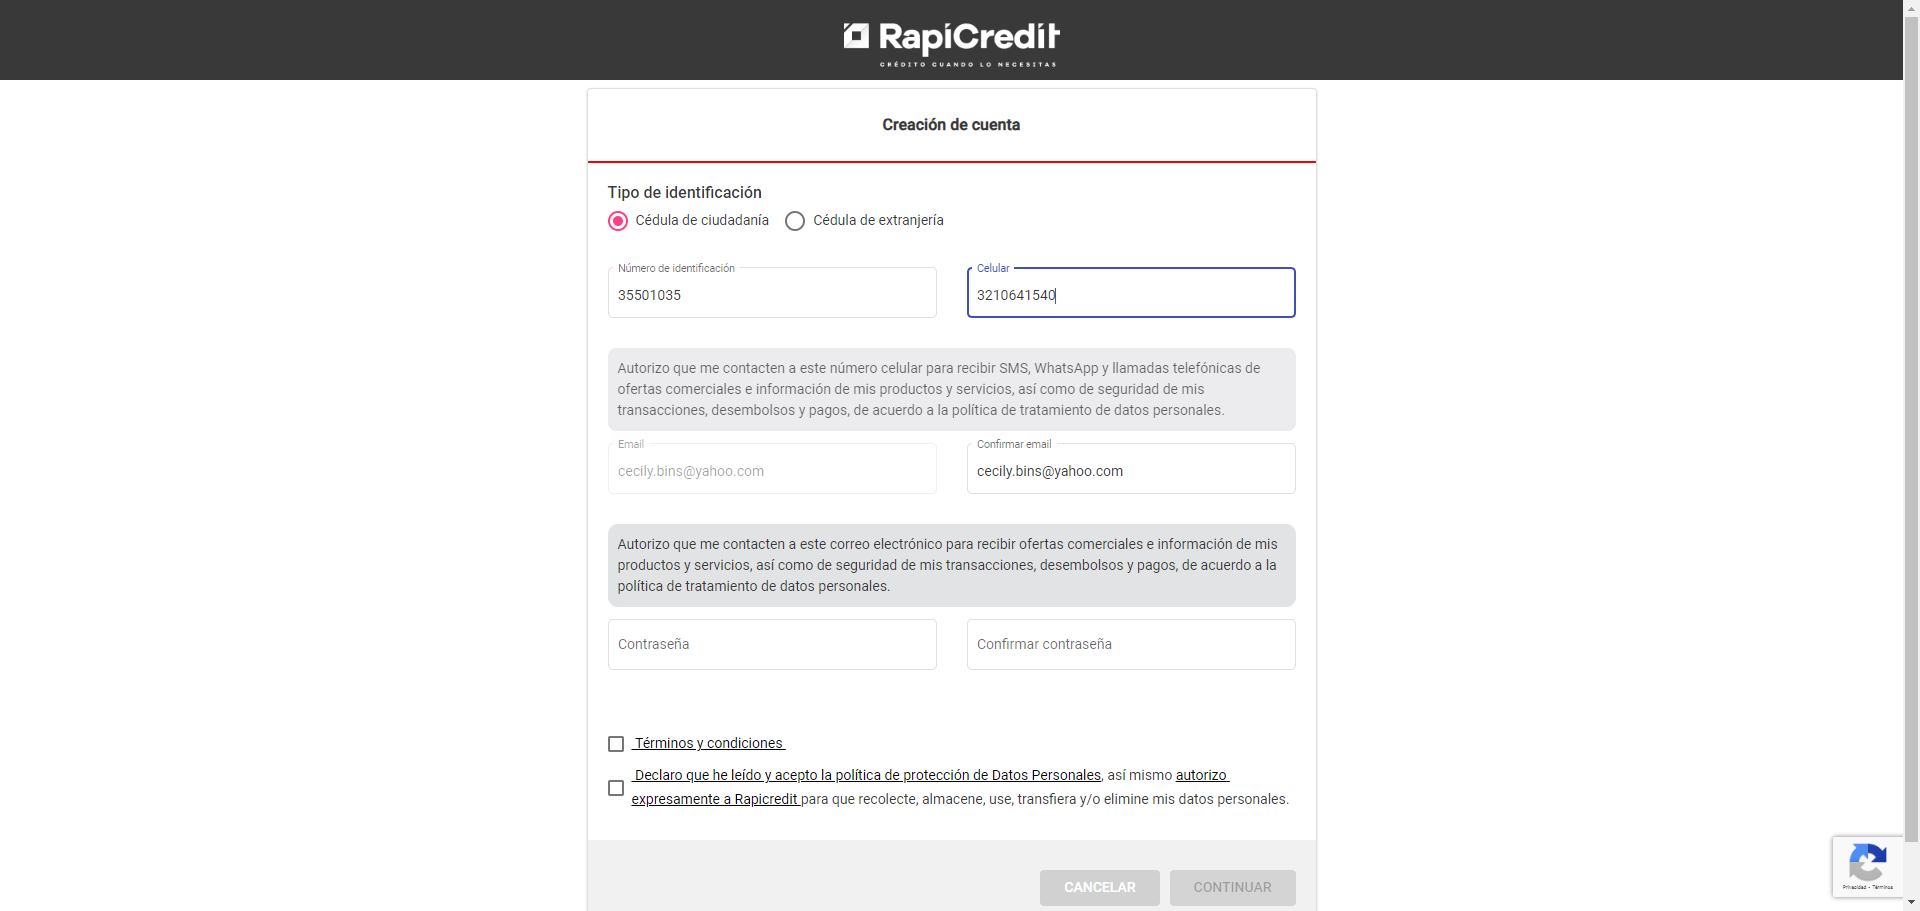 RapiCredit
CRÉDITO CUANDO LO NECESITAS
Creación de cuenta
Tipo de identificación
Cédula de ciudadanía
Cédula de extranjería
Número de identificación
Celular
35501035
3210641540
Autorizo que me contacten a este número celular para recibir SMS, WhatsApp y llamadas telefónicas de
ofertas comerciales e información de mis productos y servicios, así como de seguridad de mis
transacciones, desembolsos y pagos, de acuerdo a la política de tratamiento de datos personales.
Email
Confirmar email
cecily.bins@yahoo.com
cecily.bins@yahoo.com
Autorizo que me contacten a este correo electrónico para recibir ofertas comerciales e información de mis
productos y servicios, así como de seguridad de mis transacciones, desembolsos y pagos, de acuerdo a la
política de tratamiento de datos personales.
Contraseña
Confirmar contraseña
Términos y condiciones
Declaro que he leído y acepto la política de protección de Datos Personales, así mismo autorizo
expresamente a Rapicredit para que recolecte, almacene, use, transfiera y/o elimine mis datos personales.
CANCELAR
CONTINUAR
Privacidad - Términos